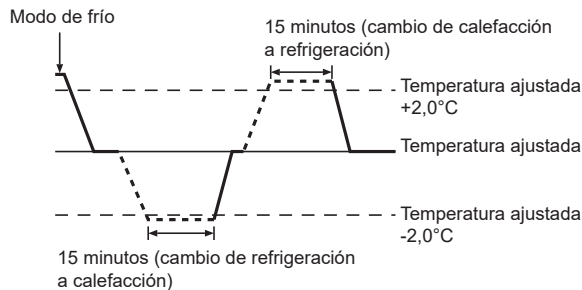 Modo de frío
15 minutos (cambio de calefacción
a refrigeración)
Temperatura ajustada
+2,0°C
Temperatura ajustada
Temperatura ajustada
-2,0°C
15 minutos (cambio de refrigeración
a calefacción)